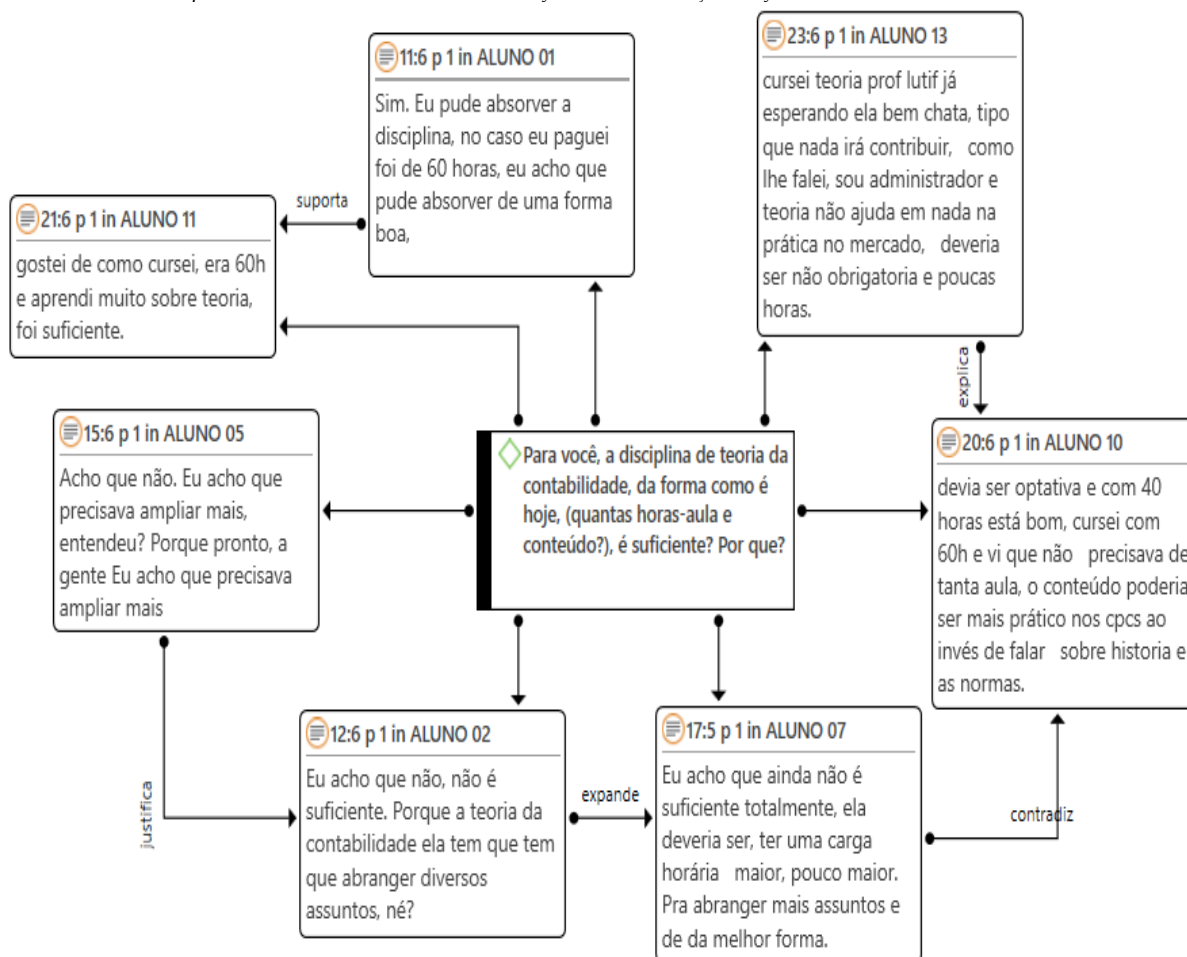 11:6 p 1 in ALUNO 01
Sim. Eu pude absorver a
disciplina, no caso eu paguei
foi de 60 horas, eu acho que
pude absorver de uma forma
boa,
23:6 p 1 in ALUNO 13
cursei teoria prof lutif já
esperando ela bem chata, tipo
que nada irá contribuir, como
lhe falei, sou administrador e
teoria não ajuda em nada na
prática no mercado, deveria
ser não obrigatoria e poucas
horas.
suporta
21:6 p 1 in ALUNO 11
gostei de como cursei, era 60h
e aprendi muito sobre teoria,
foi suficiente.
explica
15:6 p 1 in ALUNO 05
Acho que não. Eu acho que
precisava ampliar mais,
entendeu? Porque pronto, a
gente Eu acho que precisava
ampliar mais
Para você, a disciplina de teoria da
contabilidade, da forma como é
hoje, (quantas horas-aula e
conteúdo?), é suficiente? Por que?
20:6 p 1 in ALUNO 10
devia ser optativa e com 40
horas está bom, cursei com
60h e vi que não precisava de
tanta aula, o conteúdo poderia
ser mais prático nos cpcs ao
invés de falar sobre historia e
as normas.
justifica
12:6 p 1 in ALUNO 02
Eu acho que não, não é
suficiente. Porque a teoria da
contabilidade ela tem que tem
que abranger diversos
assuntos, né?
expande
17:5 p 1 in ALUNO 07
Eu acho que ainda não é
suficiente totalmente, ela
deveria ser, ter uma carga
horária maior, pouco maior.
Pra abranger mais assuntos e
de da melhor forma.
contradiz